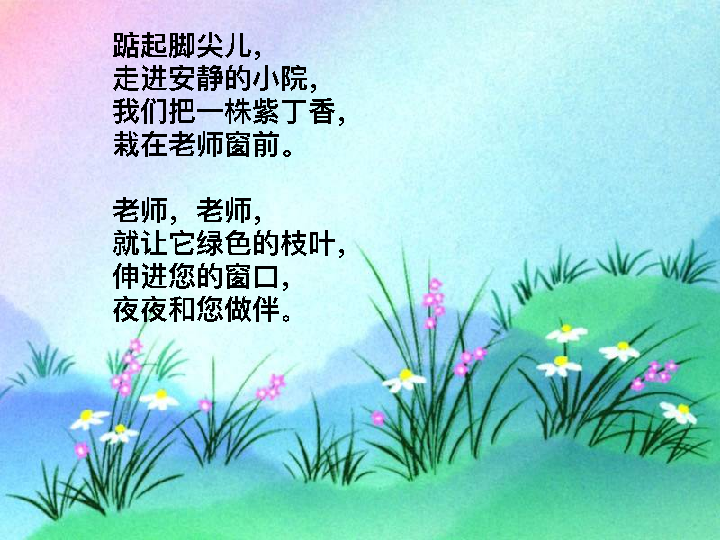 踮起脚尖儿，
走进安静的小院，
我们把一株紫丁香，
栽在老师窗前。
老师，老师，
就让它绿色的枝叶，
伸进您的窗口，
夜夜和您做伴。